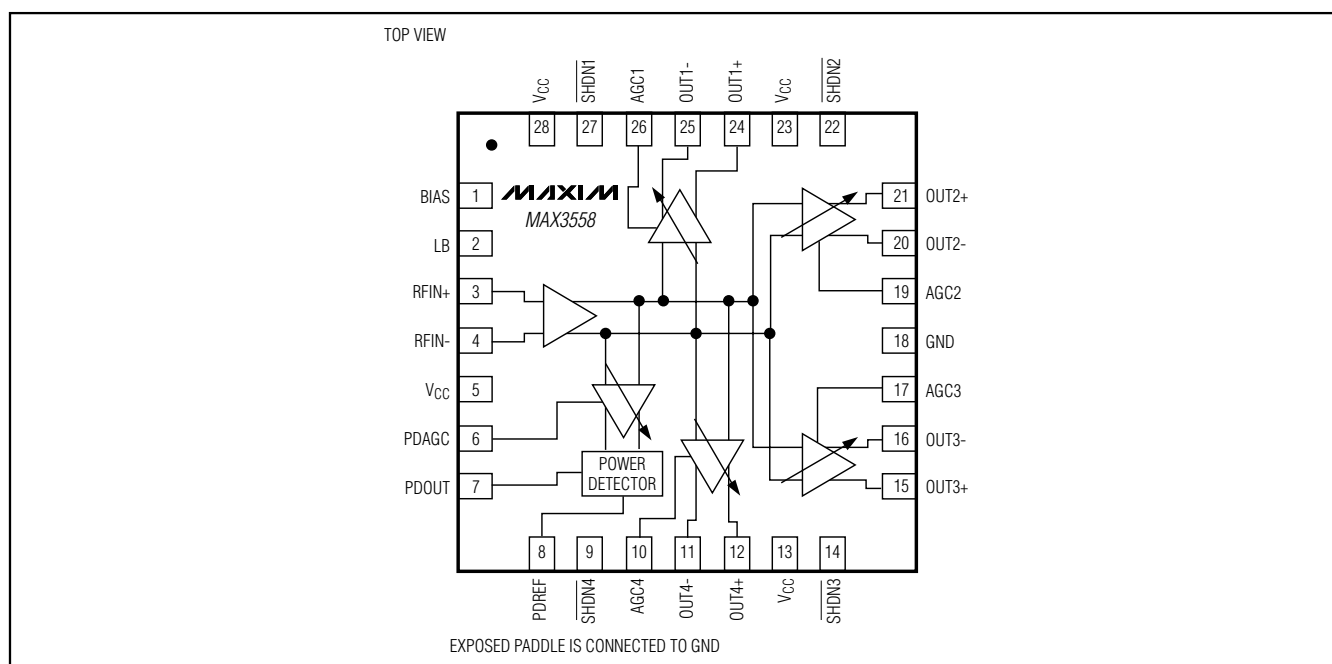 TOP VIEW
VCC
SHDN1
AGC1
OUT1-
OUT1+
VCC
SHDN2
28
27
26
25
24
23
22
BIAS 1
LB 2
RFIN+ 3
RFIN- 4
VCC 5
PDAGC 6
PDOUT 7
MAXIM
MAX3558
POWER
DETECTOR
21 OUT2+
20 OUT2-
19 AGC2
18 GND
17 AGC3
16 OUT3-
15 OUT3+
8
9
10
11
12
13
14
PDREF
SHDN4
AGC4
OUT4-
OUT4+
VCC
SHDN3
EXPOSED PADDLE IS CONNECTED TO GND